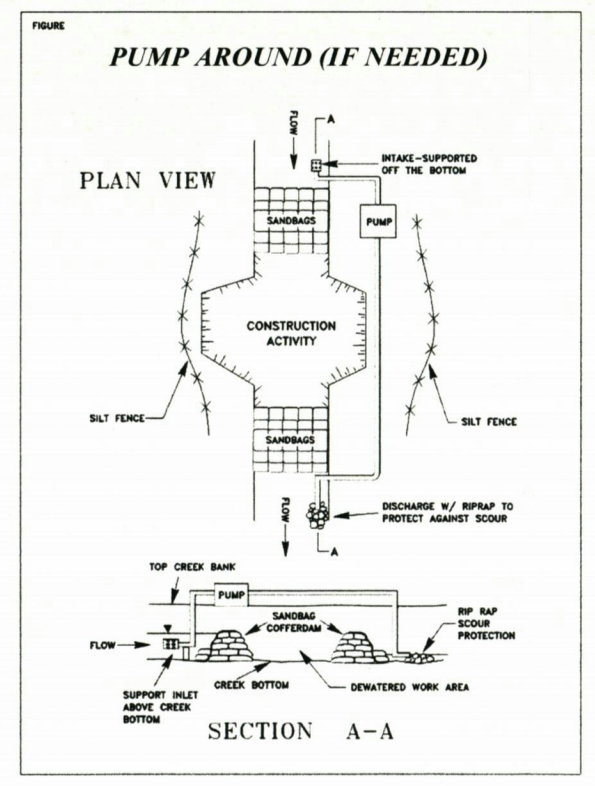 FIGURE
PUMP AROUND (IF NEEDED)
FLOW
A
INTAKE-SUPPORTED
OFF THE BOTTOM
PLAN VIEW
SANDBAGS
PUMP
CONSTRUCTION
ACTIVITY
SILT FENCE
SILT FENCE
SANDBAGS
FLOW
DISCHARGE W/ RIPRAP TO
PROTECT AGAINST SCOUR
A
TOP CREEK BANK
PUMP
SANDBAG
COFFERDAM
RIP RAP
SCOUR
PROTECTION
FLOW
CREEK BOTTOM
DEWATERED WORK AREA
SUPPORT INLET
ABOVE CREEK
BOTTOM
SECTION A-A